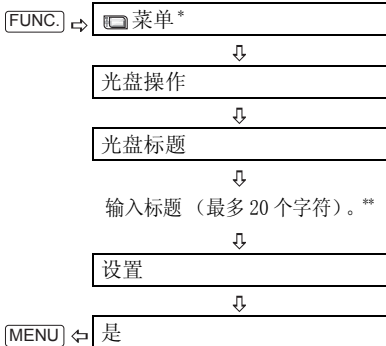 FUNC. ⇨ 菜单*
⇩
光盘操作
⇩
光盘标题
⇩
输入标题 （最多 20 个字符）。**
⇩
设置
⇩
MENU ⇦ 是